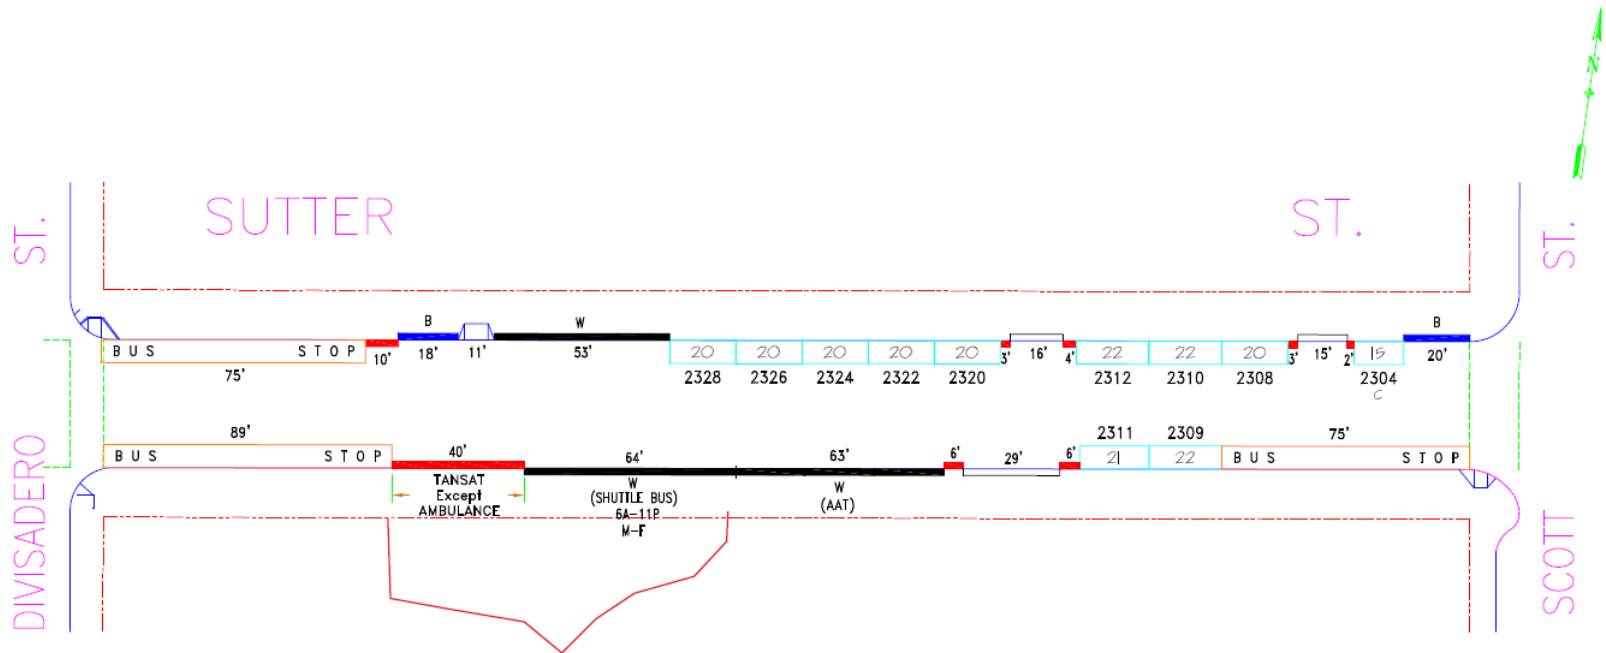 N
SUTTER ST.
ST.
ST.
B W B
BUS STOP 10' 18' 11' 53' 20 20 20 20 20 3' 16' 4' 22 22 20 3' 15' 2' 15 20'
75' 2328 2326 2324 2322 2320 2312 2310 2308 2304
C
89' 40' 64' 63' 6' 29' 6' 2311 2309 75'
BUS STOP 21 22 BUS STOP
TANSAT
Except
AMBULANCE
W
(SHUTTLE BUS)
6A-11P
M-F
W
(AAT)
DIVISADERO
SCOTT